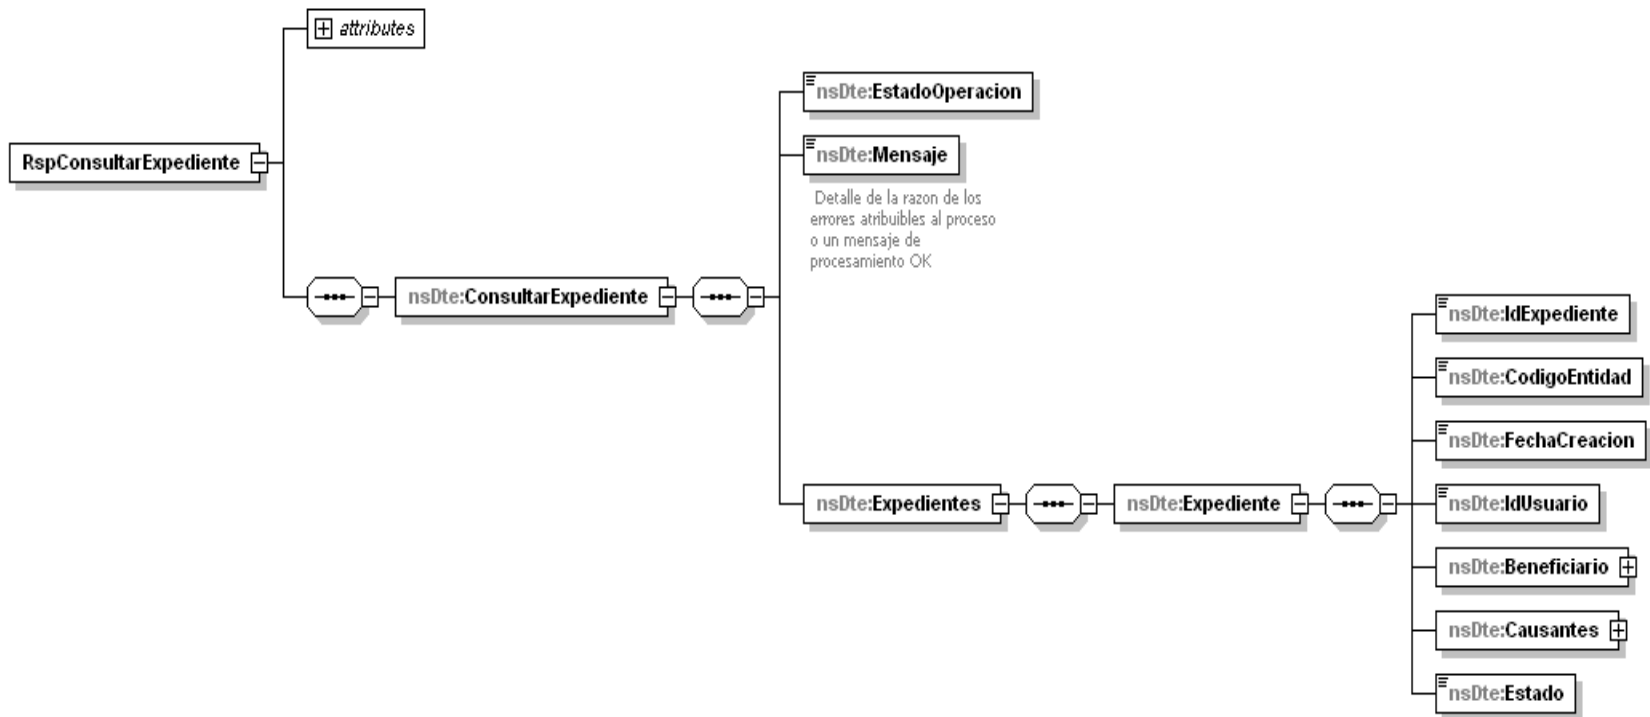 attributes
nsDte:EstadoOperacion
RspConsultarExpediente
nsDte:Mensaje
Detalle de la razon de los
errores atribuibles al proceso
o un mensaje de
procesamiento OK
nsDte:ConsultarExpediente
nsDte:IdExpediente
nsDte:CodigoEntidad
nsDte:FechaCreacion
nsDte:Expedientes
nsDte:Expediente
nsDte:IdUsuario
nsDte:Beneficiario
nsDte:Causantes
nsDte:Estado